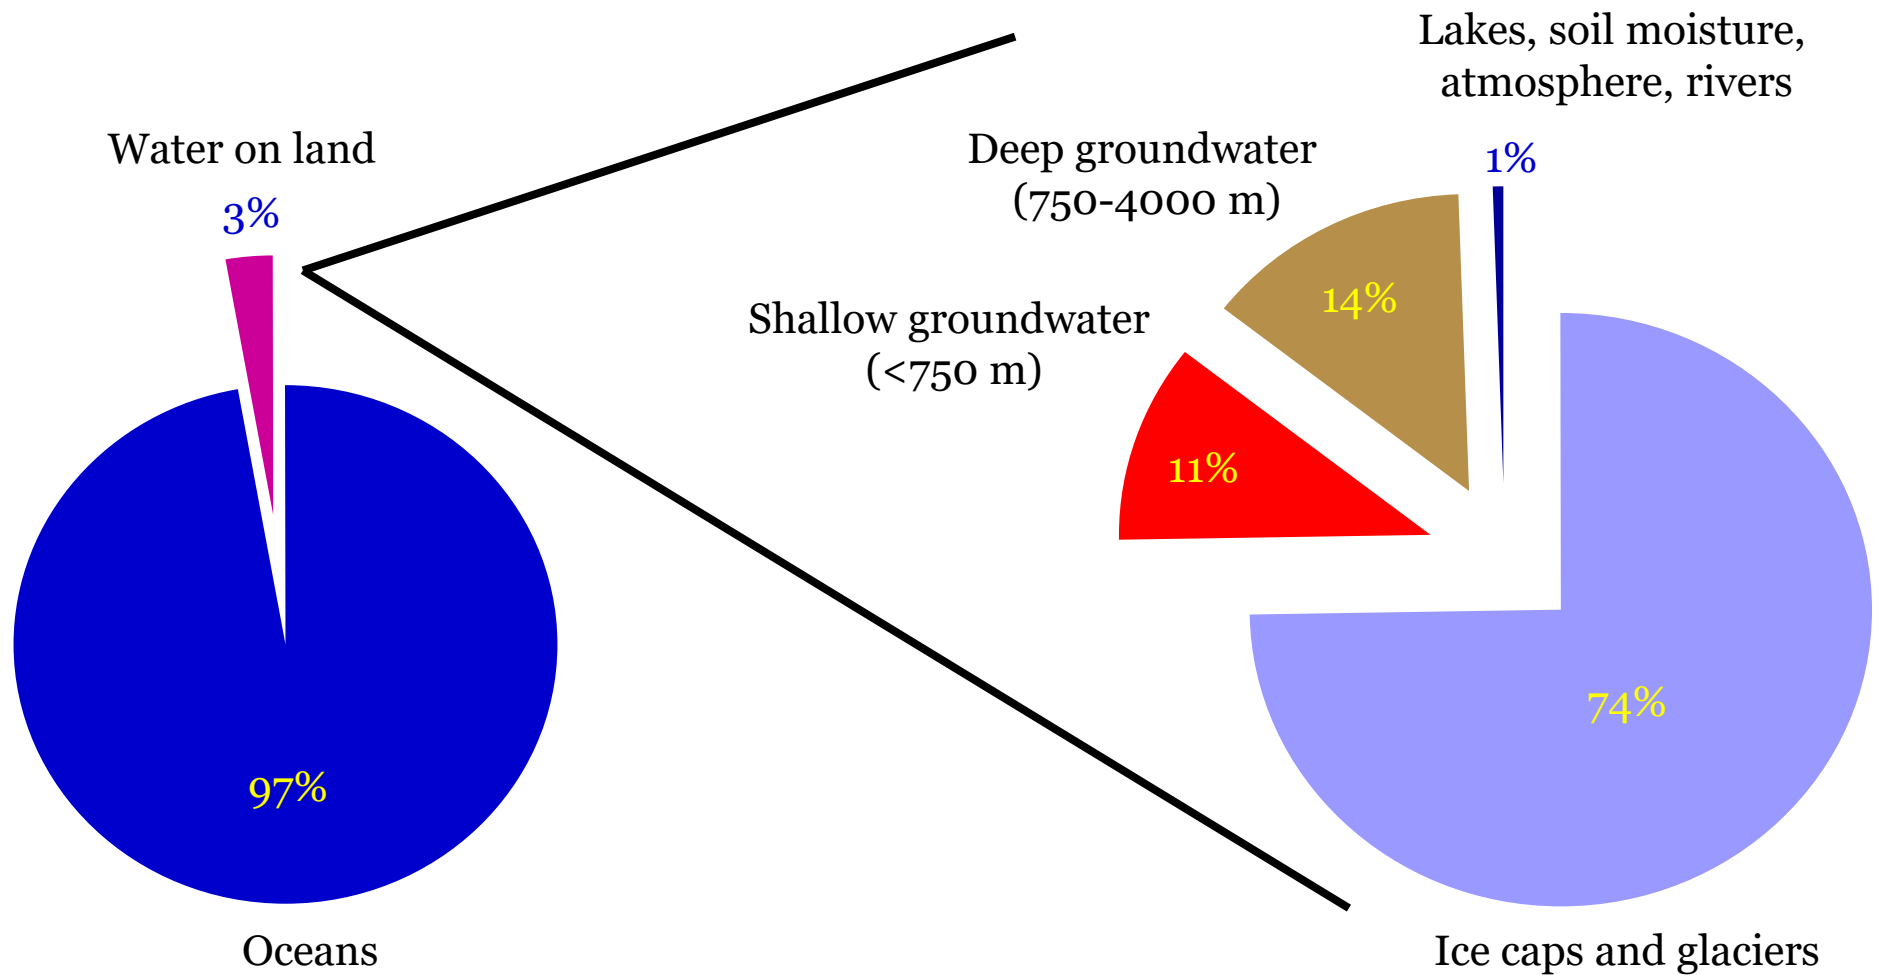 Water on land
3%
97%
Oceans
Lakes, soil moisture,
atmosphere, rivers
1%
Deep groundwater
(750-4000 m)
14%
Shallow groundwater
(<750 m)
11%
74%
Ice caps and glaciers